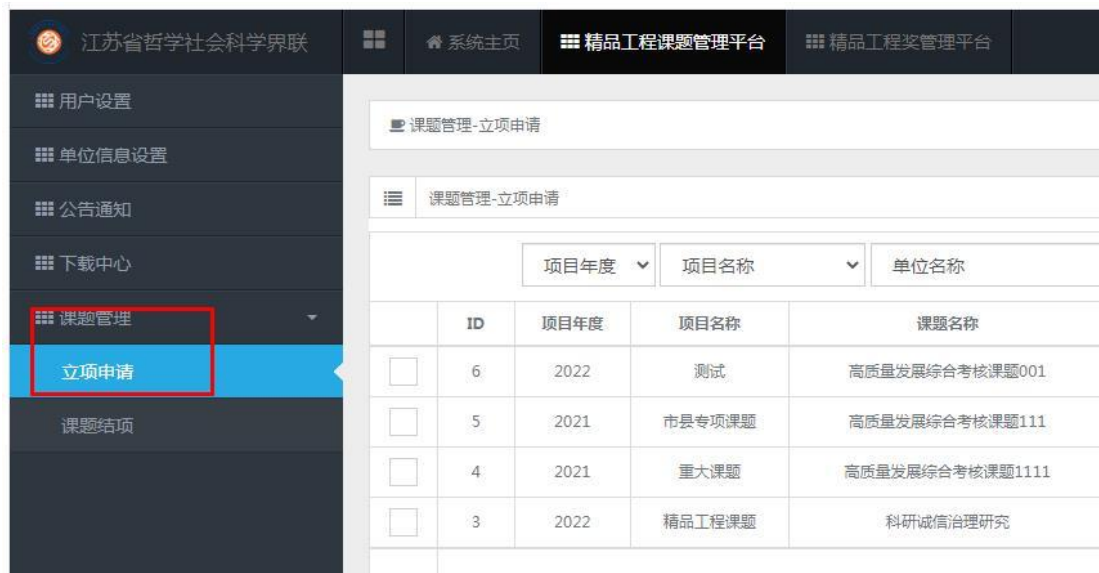 江苏省哲学社会科学界联
系统主页
精品工程课题管理平台
精品工程奖管理平台
用户设置
单位信息设置
公告通知
下载中心
课题管理
立项申请
课题结项
课题管理-立项申请
课题管理-立项申请
项目年度 项目名称 单位名称
ID 项目年度 项目名称 课题名称
6 2022 测试 高质量发展综合考核课题001
5 2021 市县专项课题 高质量发展综合考核课题111
4 2021 重大课题 高质量发展综合考核课题1111
3 2022 精品工程课题 科研诚信治理研究